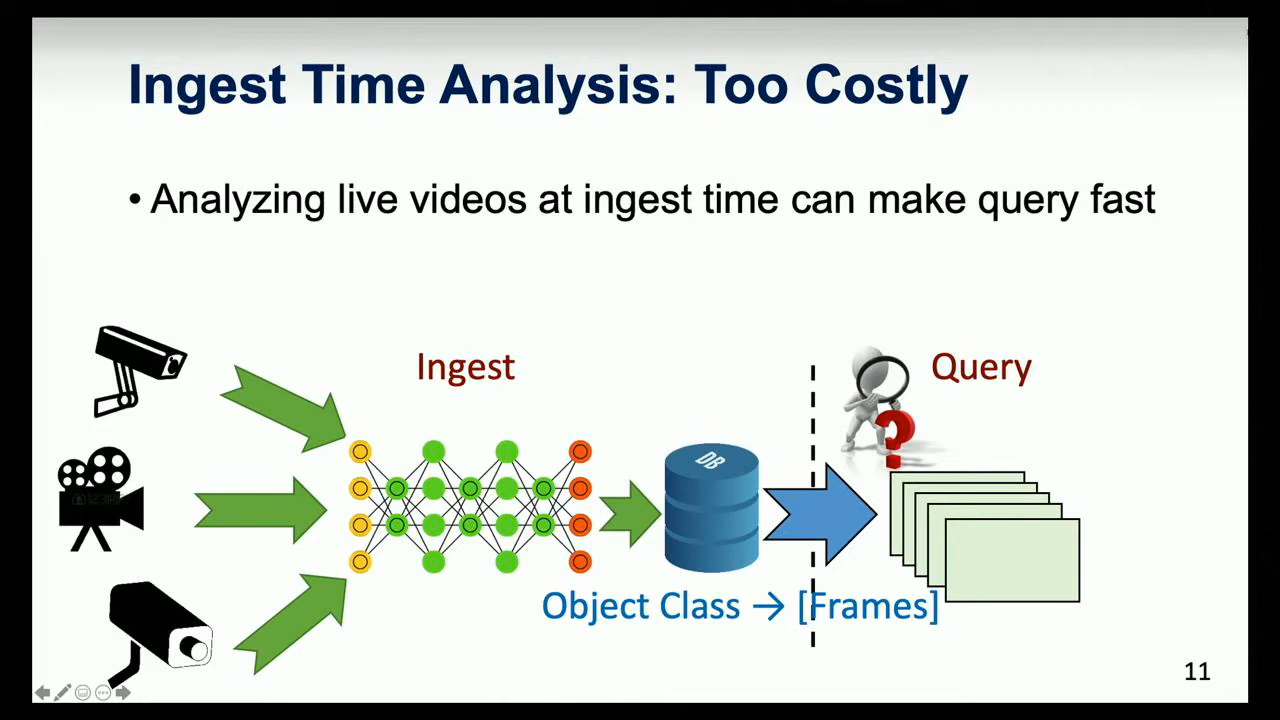 Ingest Time Analysis: Too Costly
• Analyzing live videos at ingest time can make query fast
Ingest
Query
DB
?
Object Class → [Frames]
11